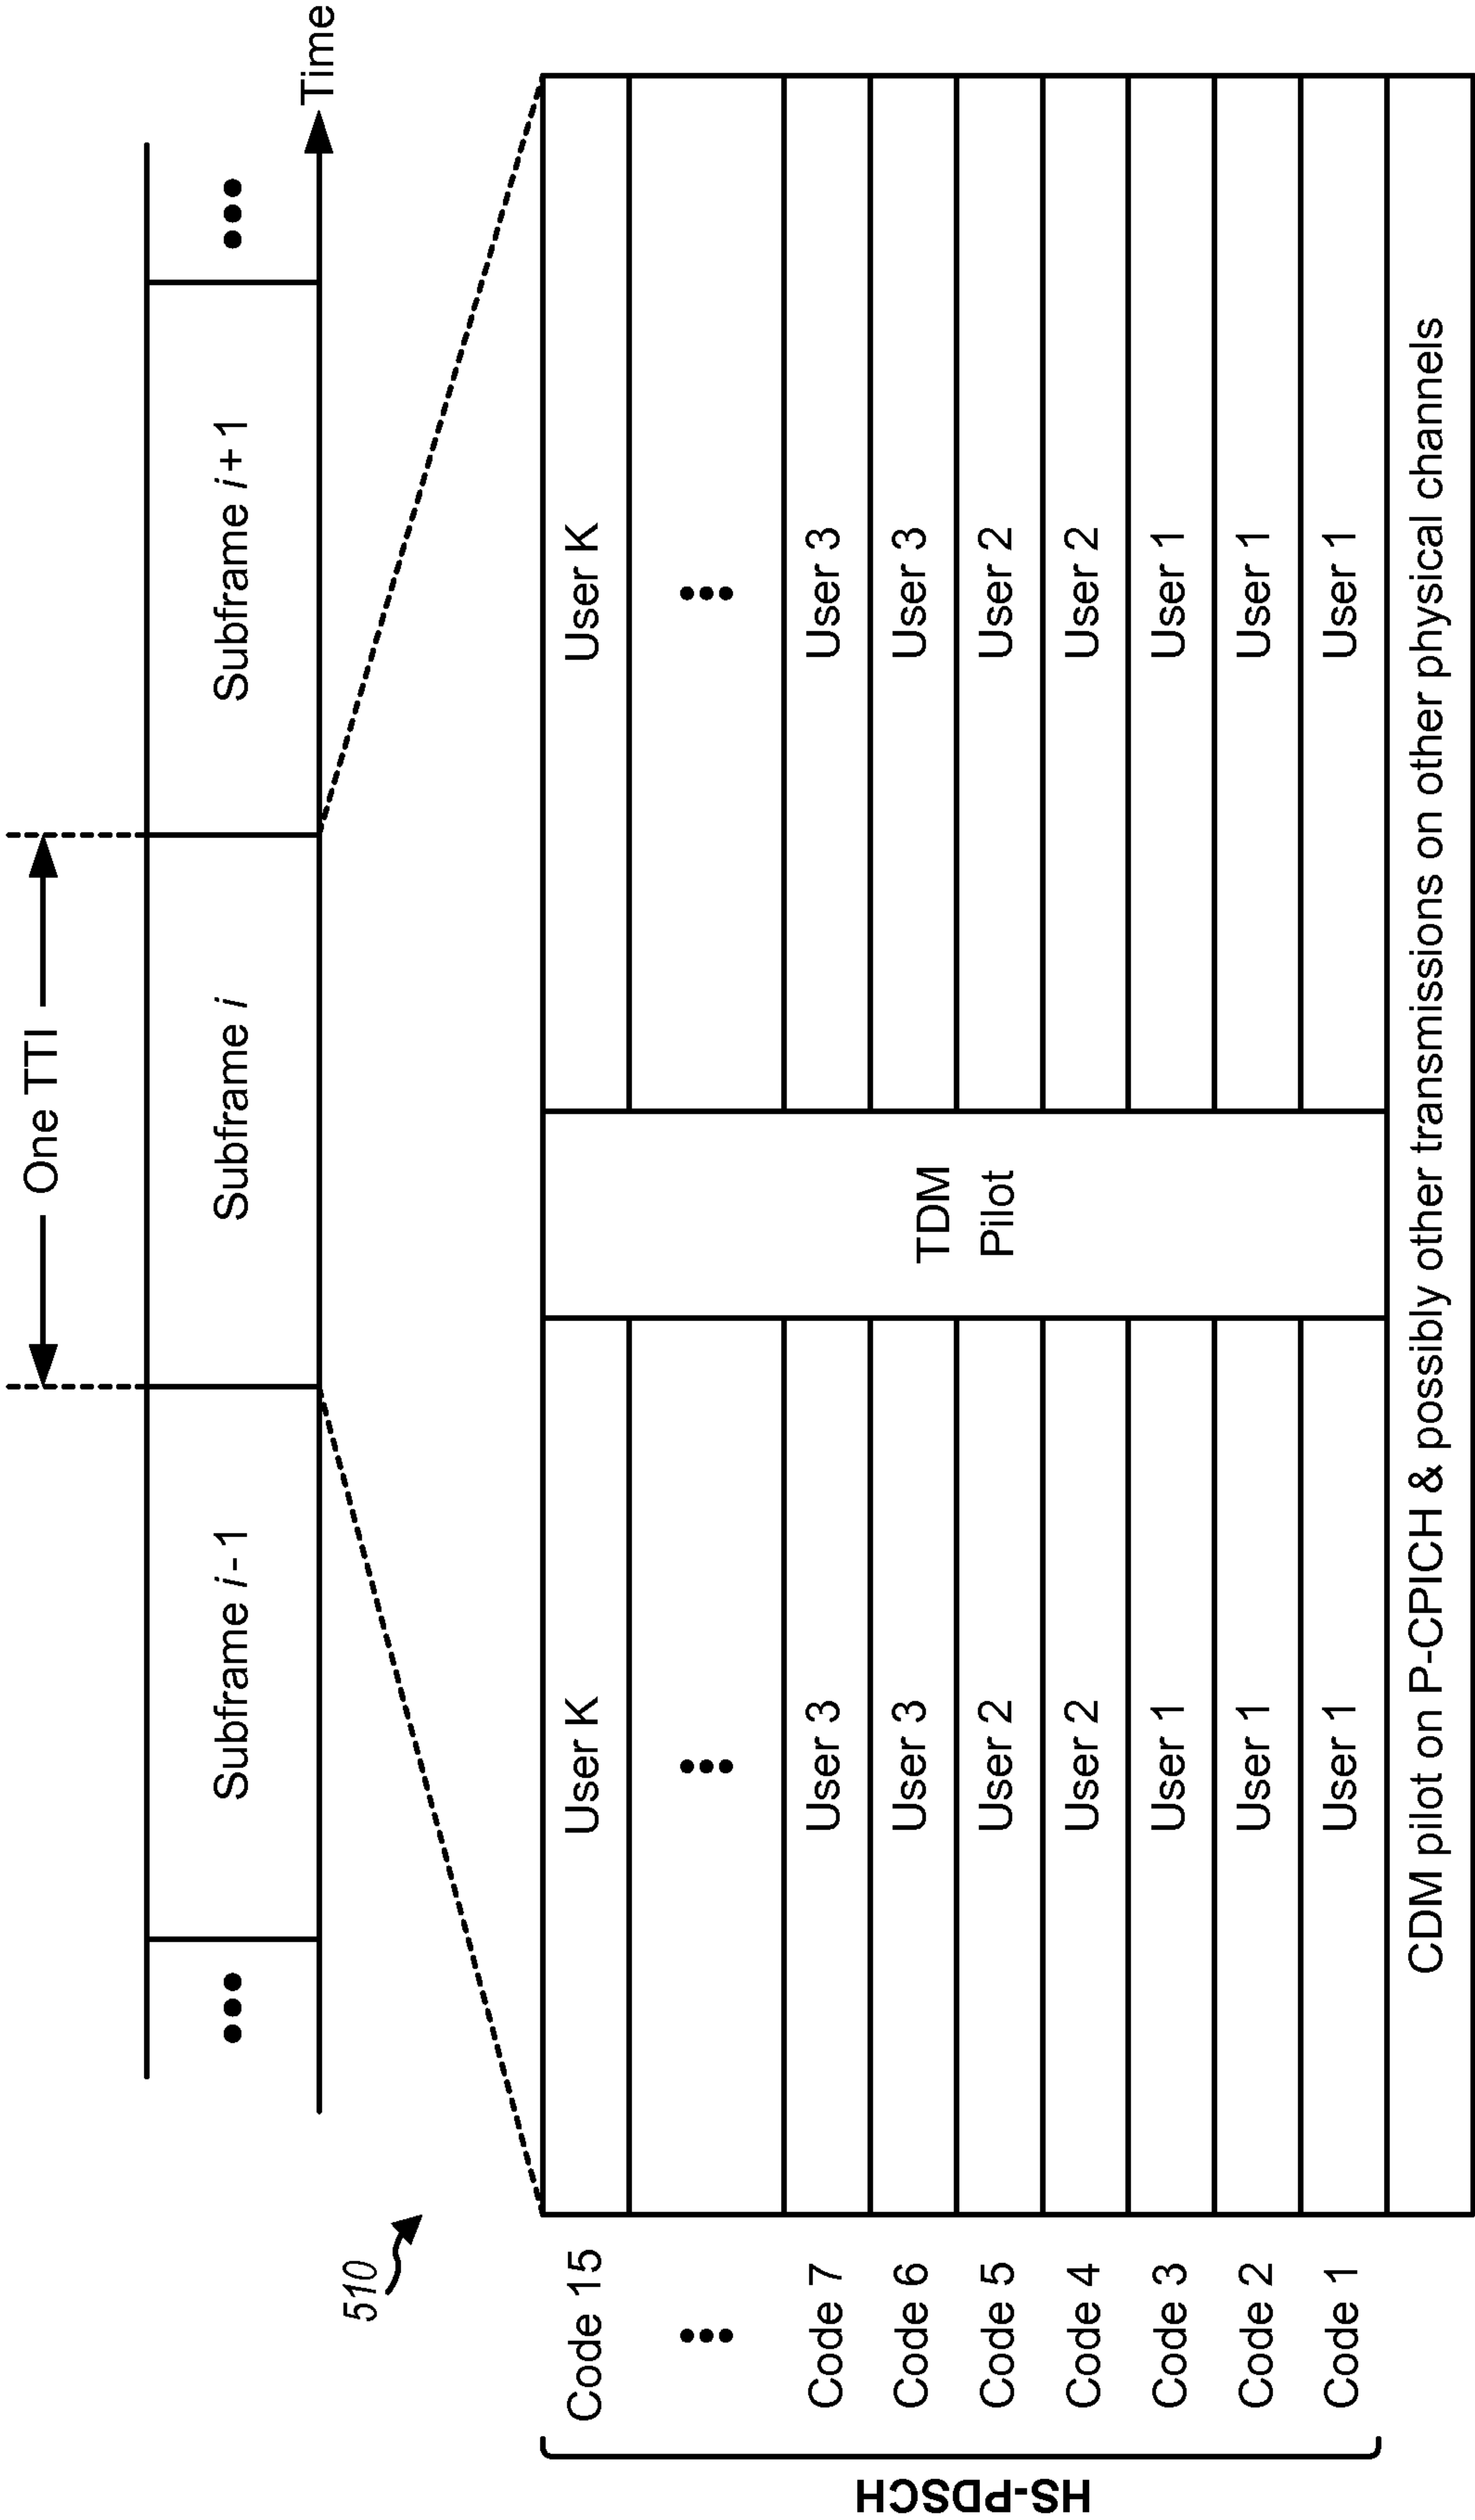 One TTI
Subframe i-1
Subframe i
Subframe i+1
Time
510
HS-PDSCH
Code 15
User K
User K
Code 7
User 3
User 3
Code 6
User 3
User 3
Code 5
User 2
User 2
Code 4
User 2
User 2
Code 3
User 1
User 1
Code 2
User 1
User 1
Code 1
User 1
User 1
TDM
Pilot
CDM pilot on P-CPICH & possibly other transmissions on other physical channels